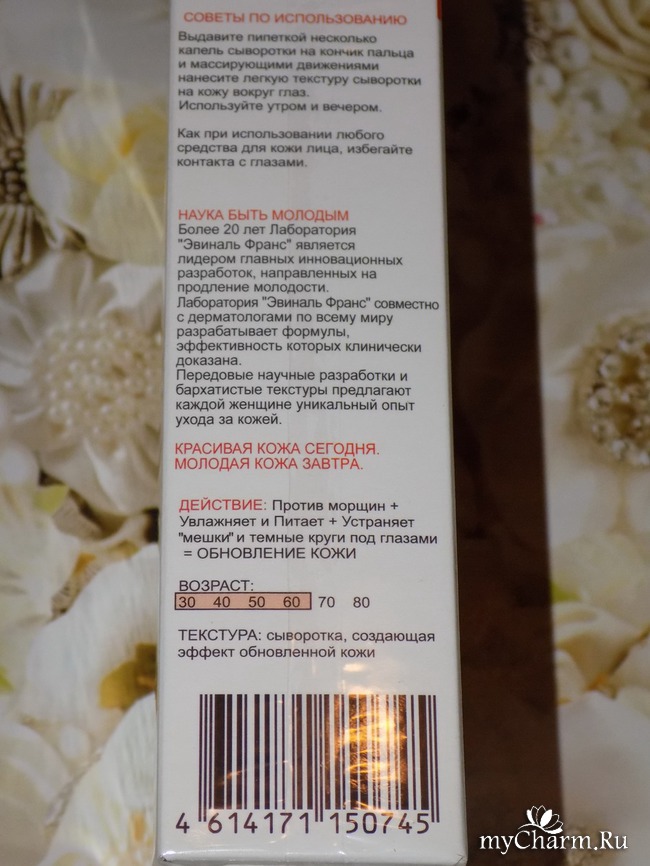 СОВЕТЫ ПО ИСПОЛЬЗОВАНИЮ
Выдавите пипеткой несколько
капель сыворотки на кончик пальца
и массирующими движениями
нанесите легкую текстуру сыворотки
на кожу вокруг глаз.
Используйте утром и вечером.
Как при использовании любого
средства для кожи лица, избегайте
контакта с глазами.
НАУКА БЫТЬ МОЛОДЫМ
Более 20 лет Лаборатория
"Эвиналь Франс" является
лидером главных инновационных
разработок, направленных на
продление молодости.
Лаборатория "Эвиналь Франс" совместно
с дерматологами по всему миру
разрабатывает формулы,
эффективность которых клинически
доказана.
Передовые научные разработки и
бархатистые текстуры предлагают
каждой женщине уникальный опыт
ухода за кожей.
КРАСИВАЯ КОЖА СЕГОДНЯ.
МОЛОДАЯ КОЖА ЗАВТРА.
ДЕЙСТВИЕ: Против морщин +
Увлажняет и Питает + Устраняет
"мешки" и темные круги под глазами
= ОБНОВЛЕНИЕ КОЖИ
ВОЗРАСТ:
30 40 50 60 70 80
ТЕКСТУРА: сыворотка, создающая
эффект обновленной кожи
4 614171 150745
myCharm.Ru